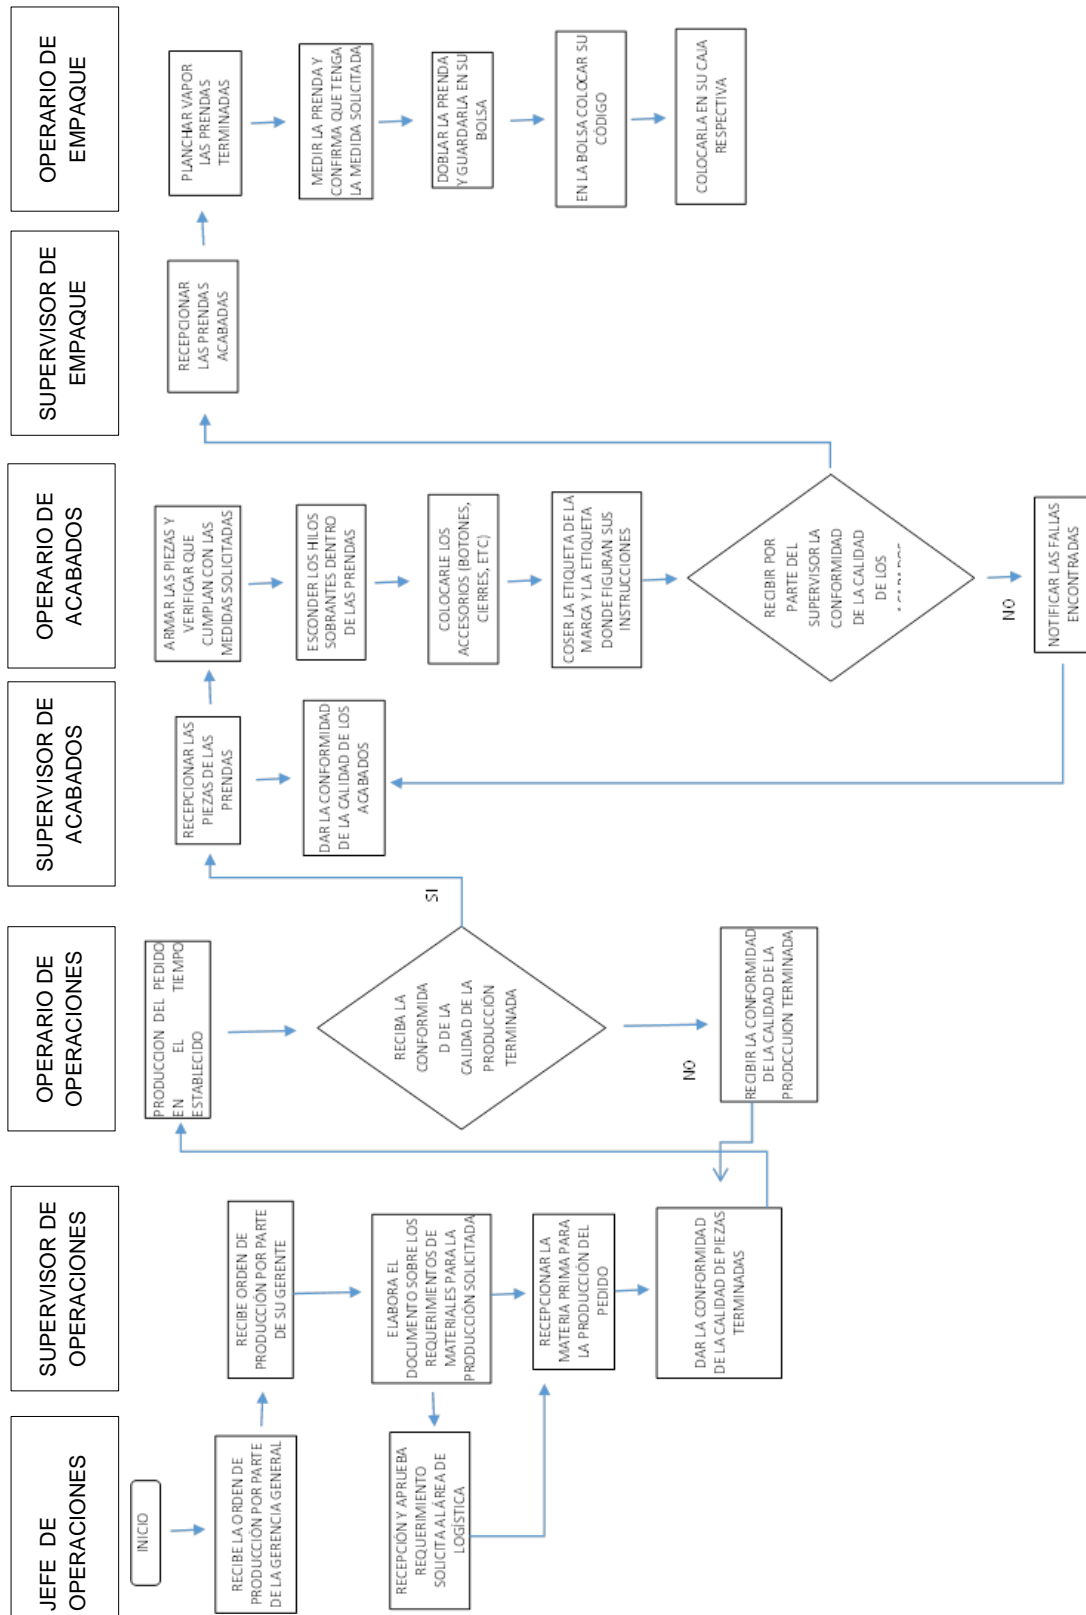 JEFE DE
OPERACIONES
SUPERVISOR DE
OPERACIONES
OPERARIO DE
OPERACIONES
SUPERVISOR DE
ACABADOS
OPERARIO DE
ACABADOS
SUPERVISOR DE
EMPAQUE
OPERARIO DE
EMPAQUE
INICIO
RECIBE LA ORDEN DE
PRODUCCIÓN POR PARTE
DE LA GERENCIA GENERAL
RECEPCIÓN Y APRUEBA
REQUERIMIENTO
SOLICITA AL ÁREA DE
LOGÍSTICA
RECIBE ORDEN DE
PRODUCCIÓN POR PARTE
DE SU GERENTE
ELABORA EL
DOCUMENTO SOBRE LOS
REQUERIMIENTOS DE
MATERIALES PARA LA
PRODUCCIÓN SOLICITADA
RECEPCIONAR LA
MATERIA PRIMA PARA
LA PRODUCCIÓN DEL
PEDIDO
DAR LA CONFORMIDAD
DE LA CALIDAD DE PIEZAS
TERMINADAS
PRODUCCION DEL PEDIDO
EN EL TIEMPO
ESTABLECIDO
RECIBA LA
CONFORMIDA
D DE LA
CALIDAD DE LA
PRODUCCIÓN
TERMINADA
SI
NO
RECIBIR LA CONFORMIDAD
DE LA CALIDAD DE LA
PRODCCUION TERMINADA
RECEPCIONAR LAS
PIEZAS DE LAS
PRENDAS
DAR LA CONFORMIDAD
DE LA CALIDAD DE LOS
ACABADOS
ARMAR LAS PIEZAS Y
VERIFICAR QUE
CUMPLAN CON LAS
MEDIDAS SOLICITADAS
ESCONDER LOS HILOS
SOBRANTES DENTRO
DE LAS PRENDAS
COLOCARLE LOS
ACCESORIOS (BOTONES,
CIERRES, ETC)
COSER LA ETIQUETA DE LA
MARCA Y LA ETIQUETA
DONDE FIGURAN SUS
INSTRUCCIONES
RECIBIR POR
PARTE DEL
SUPERVISOR LA
CONFORMIDAD
DE LA CALIDAD
DE LOS
NO
NOTIFICAR LAS FALLAS
ENCONTRADAS
RECEPCIONAR
LAS PRENDAS
ACABADAS
PLANCHAR VAPOR
LAS PRENDAS
TERMINADAS
MEDIR LA PRENDA Y
CONFIRMA QUE TENGA
LA MEDIDA SOLICITADA
DOBLAR LA PRENDA
Y GUARDARLA EN SU
BOLSA
EN LA BOLSA COLOCAR SU
CÓDIGO
COLOCARLA EN SU CAJA
RESPECTIVA